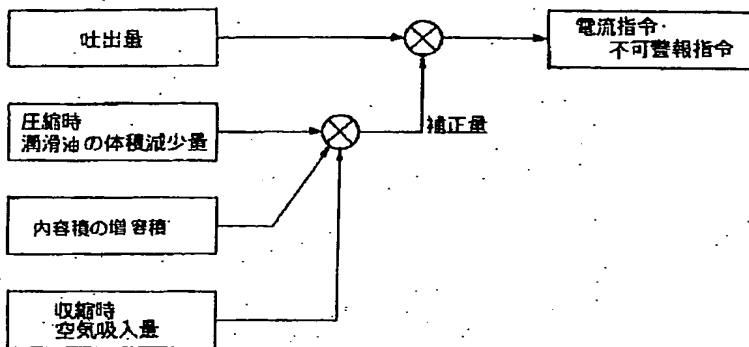 吐出量
電流指令・
不可警報指令
圧縮時
潤滑油の体積減少量
補正量
内容積の増容積
収縮時
空気吸入量